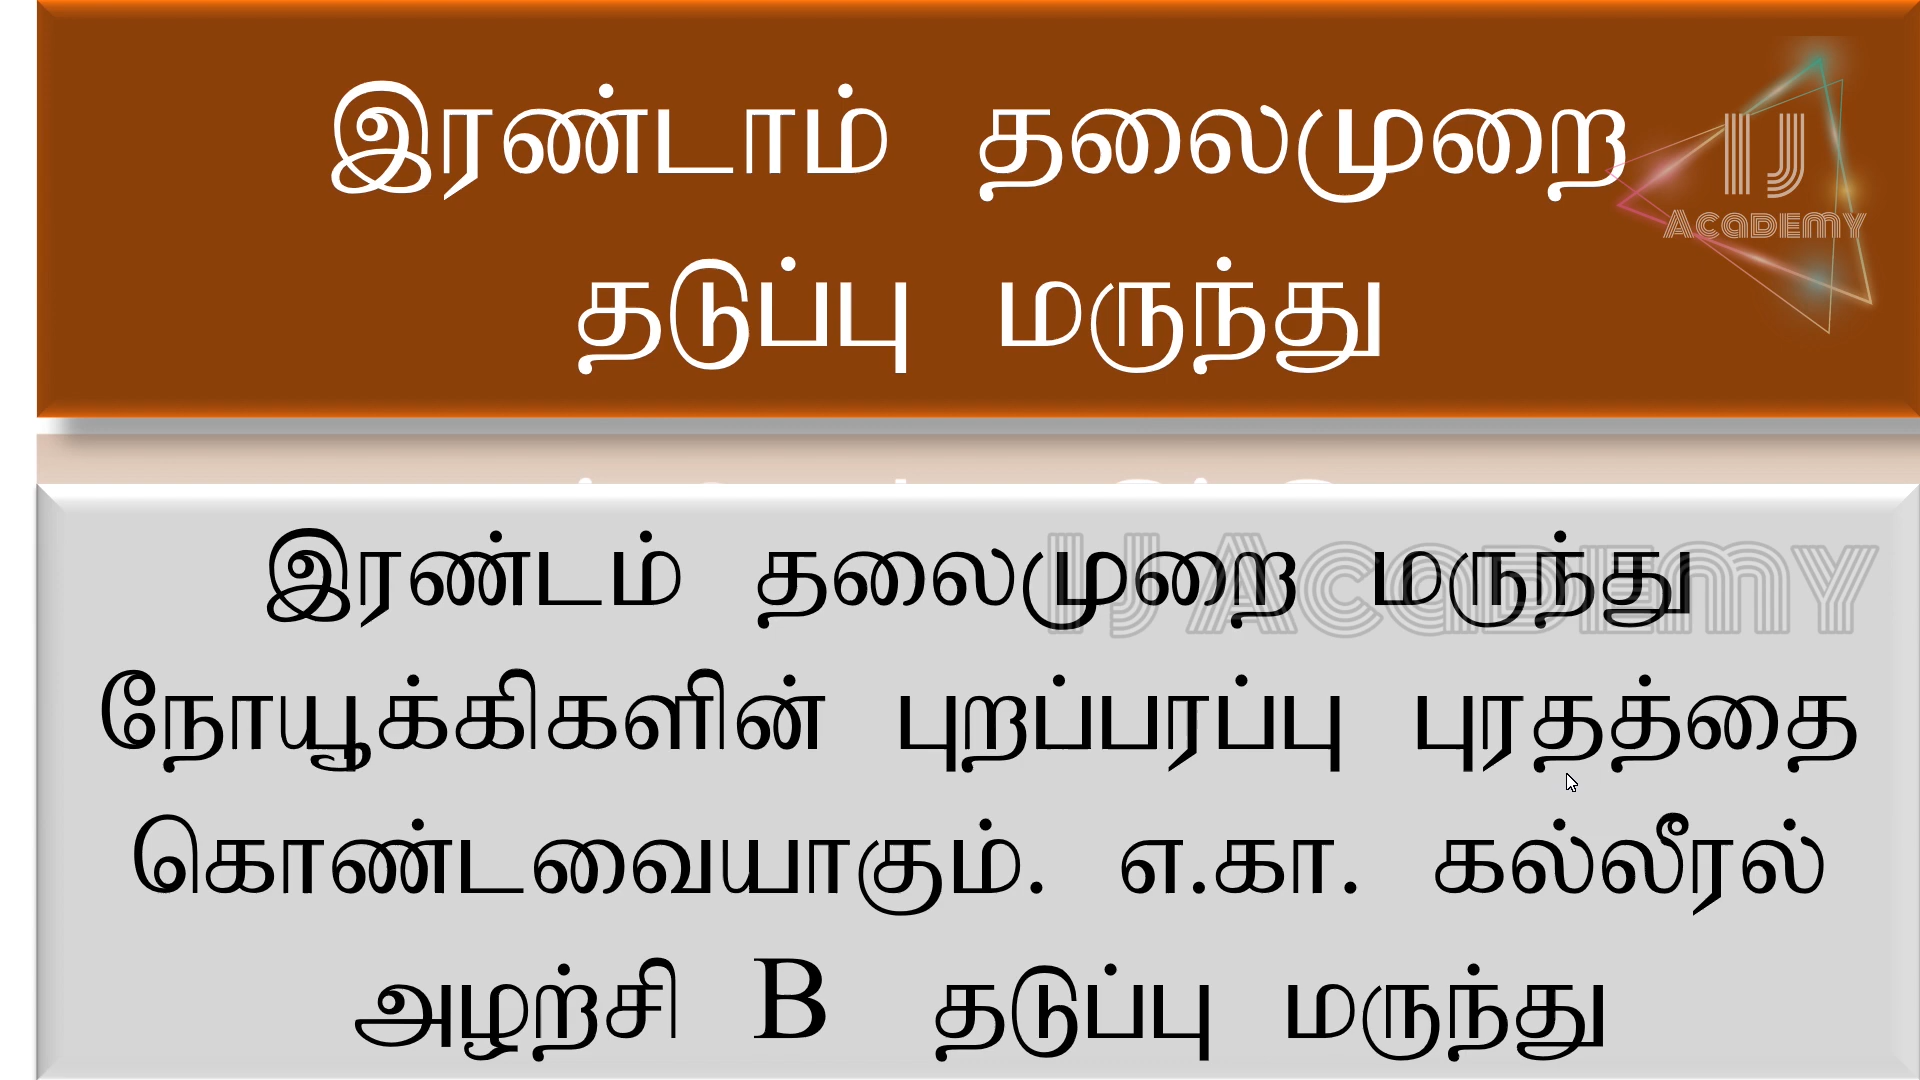 இரண்டாம் தலைமுறை
தடுப்பு மருந்து
IJ
ACADEMY
இரண்டம் தலைமுறை மருந்து
IJ ACADEMY
நோயூக்கிகளின் புறப்பரப்பு புரதத்தை
கொண்டவையாகும். எ.கா. கல்லீரல்
அழற்சி B தடுப்பு மருந்து